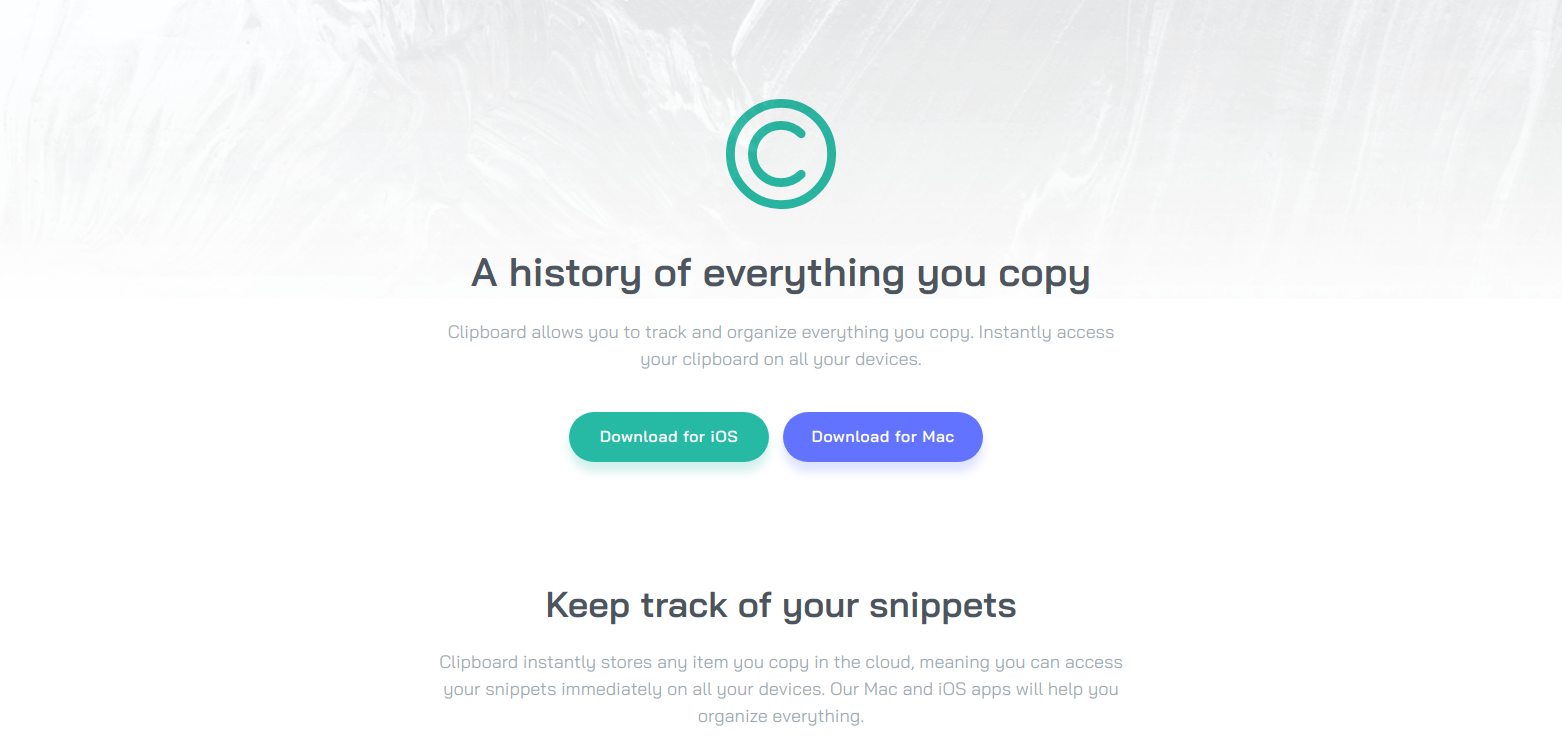 A history of everything you copy
Clipboard allows you to track and organize everything you copy. Instantly access
your clipboard on all your devices.
Download for iOS
Download for Mac
Keep track of your snippets
Clipboard instantly stores any item you copy in the cloud, meaning you can access
your snippets immediately on all your devices. Our Mac and iOS apps will help you
organize everything.